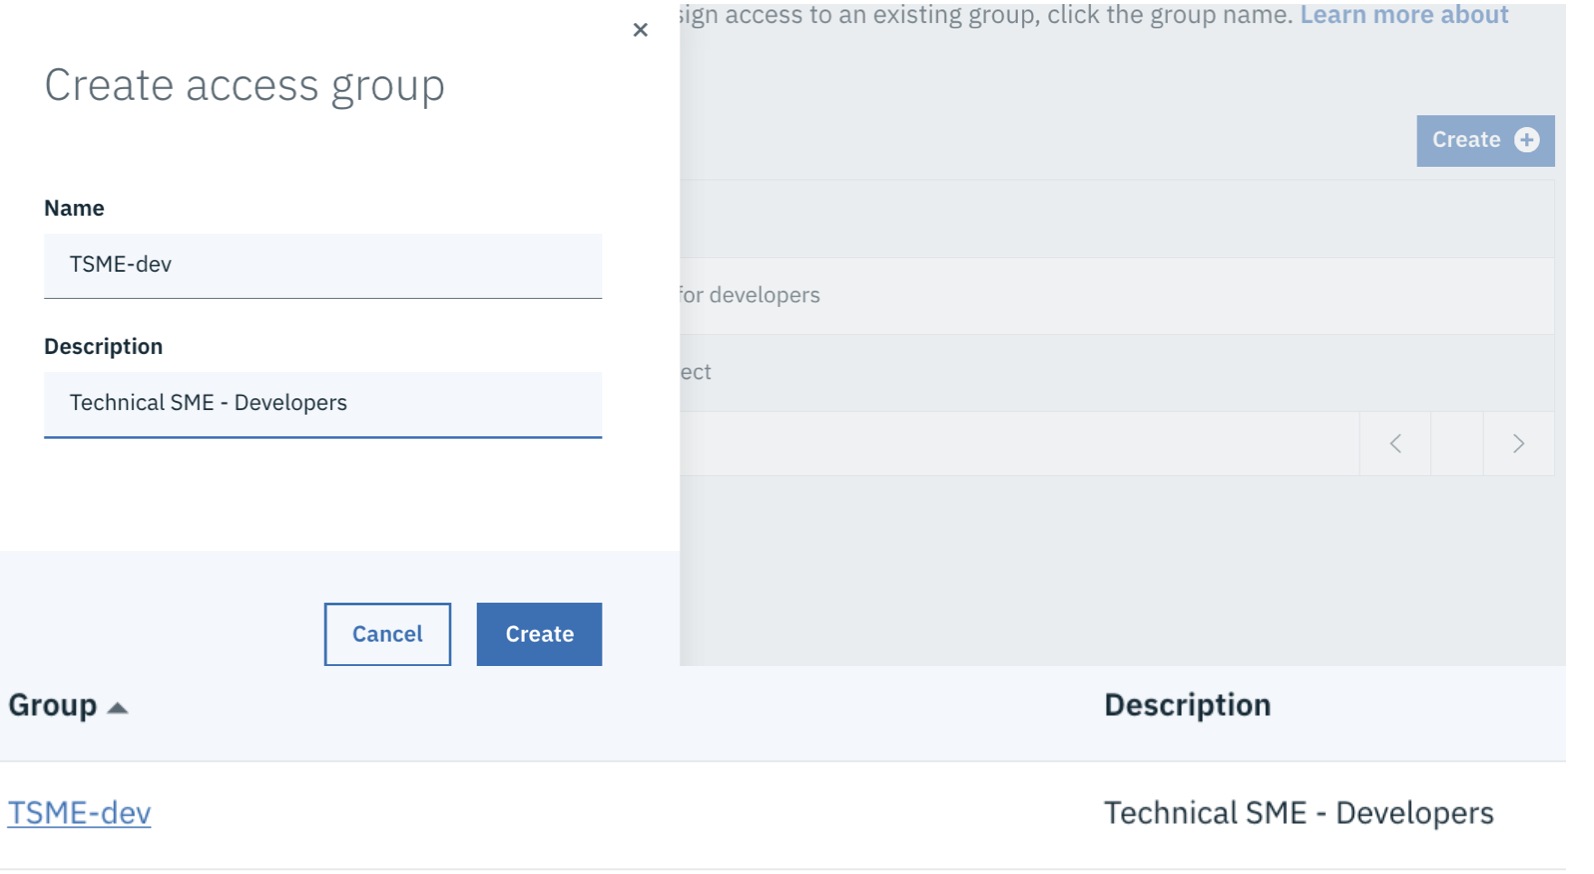 sign access to an existing group, click the group name. Learn more about
Create access group
Create
Name
TSME-dev
for developers
Description
ect
Technical SME - Developers
Cancel
Create
Group
Description
TSME-dev
Technical SME - Developers